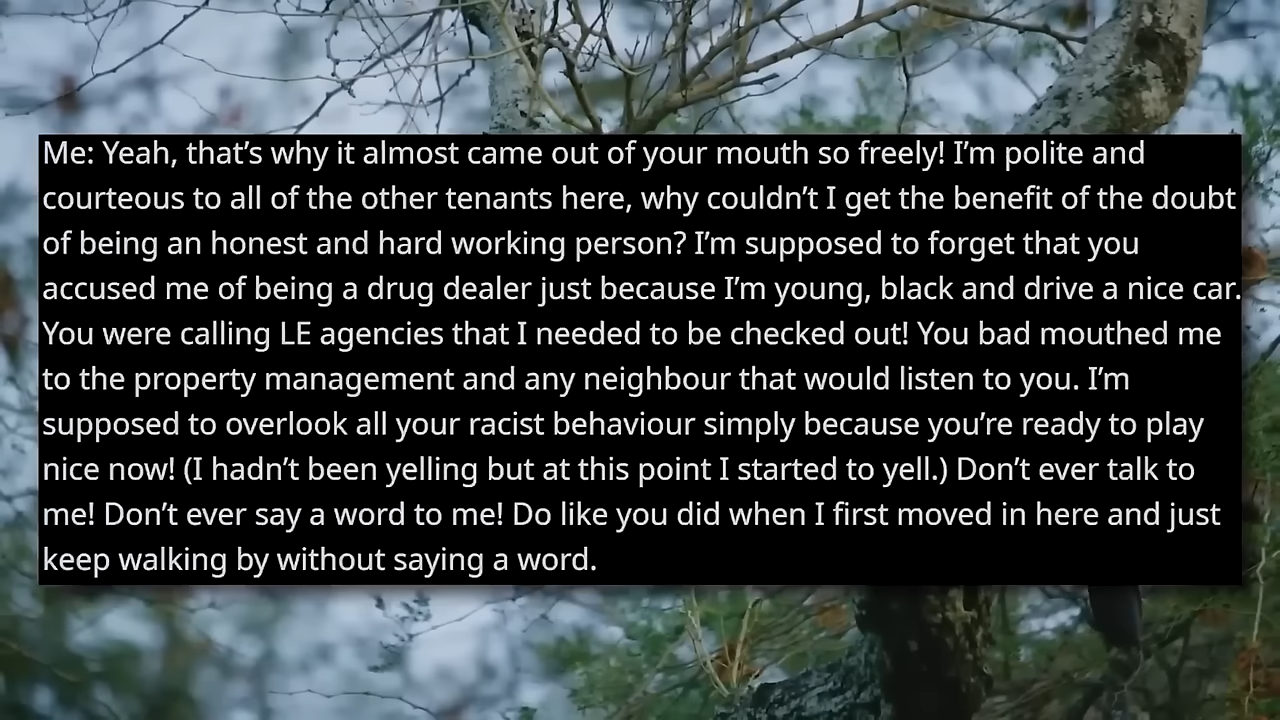 Me: Yeah, that’s why it almost came out of your mouth so freely! I’m polite and
courteous to all of the other tenants here, why couldn’t I get the benefit of the doubt
of being an honest and hard working person? I’m supposed to forget that you
accused me of being a drug dealer just because I’m young, black and drive a nice car.
You were calling LE agencies that I needed to be checked out! You bad mouthed me
to the property management and any neighbour that would listen to you. I’m
supposed to overlook all your racist behaviour simply because you’re ready to play
nice now! (I hadn’t been yelling but at this point I started to yell.) Don’t ever talk to
me! Don’t ever say a word to me! Do like you did when I first moved in here and just
keep walking by without saying a word.